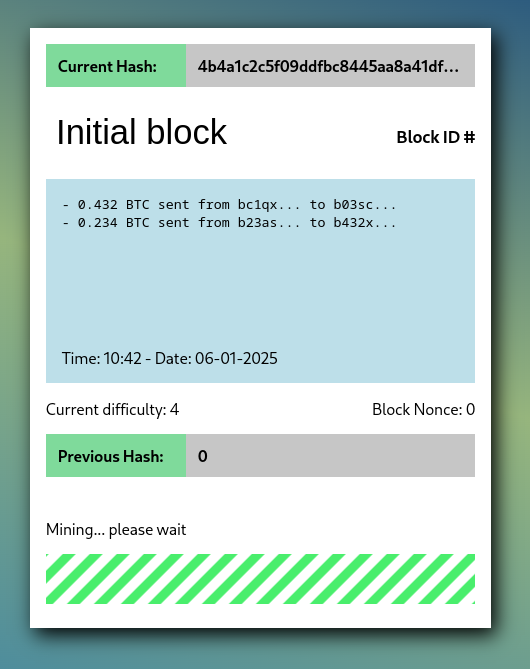 Current Hash: 4b4a1c2c5f09ddfbc8445aa8a41df...
Initial block
Block ID #
- 0.432 BTC sent from bc1qx... to b03sc...
- 0.234 BTC sent from b23as... to b432x...
Time: 10:42 - Date: 06-01-2025
Current difficulty: 4 Block Nonce: 0
Previous Hash: 0
Mining... please wait